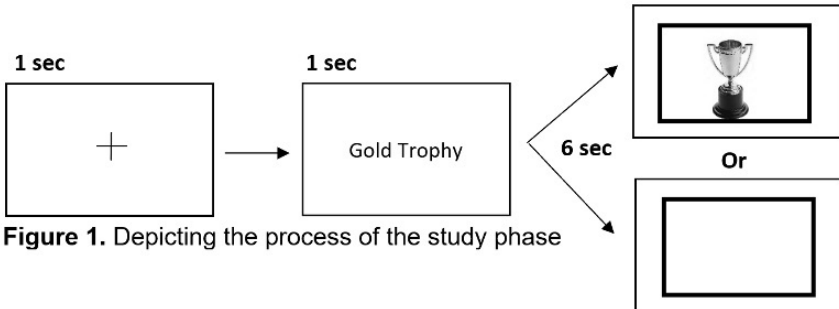 1 sec
1 sec
Gold Trophy
6 sec
Or
Figure 1. Depicting the process of the study phase